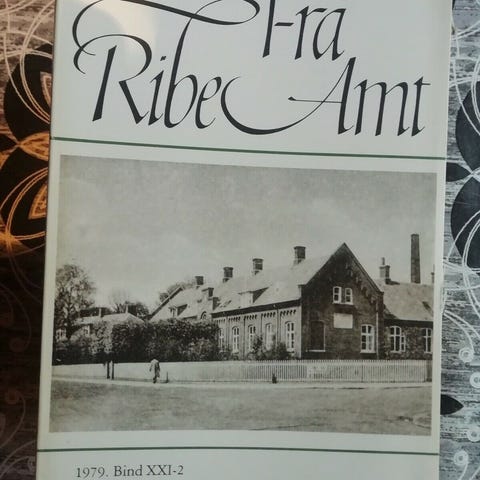 Fra
Ribe Amt
1979. Bind XXI-2